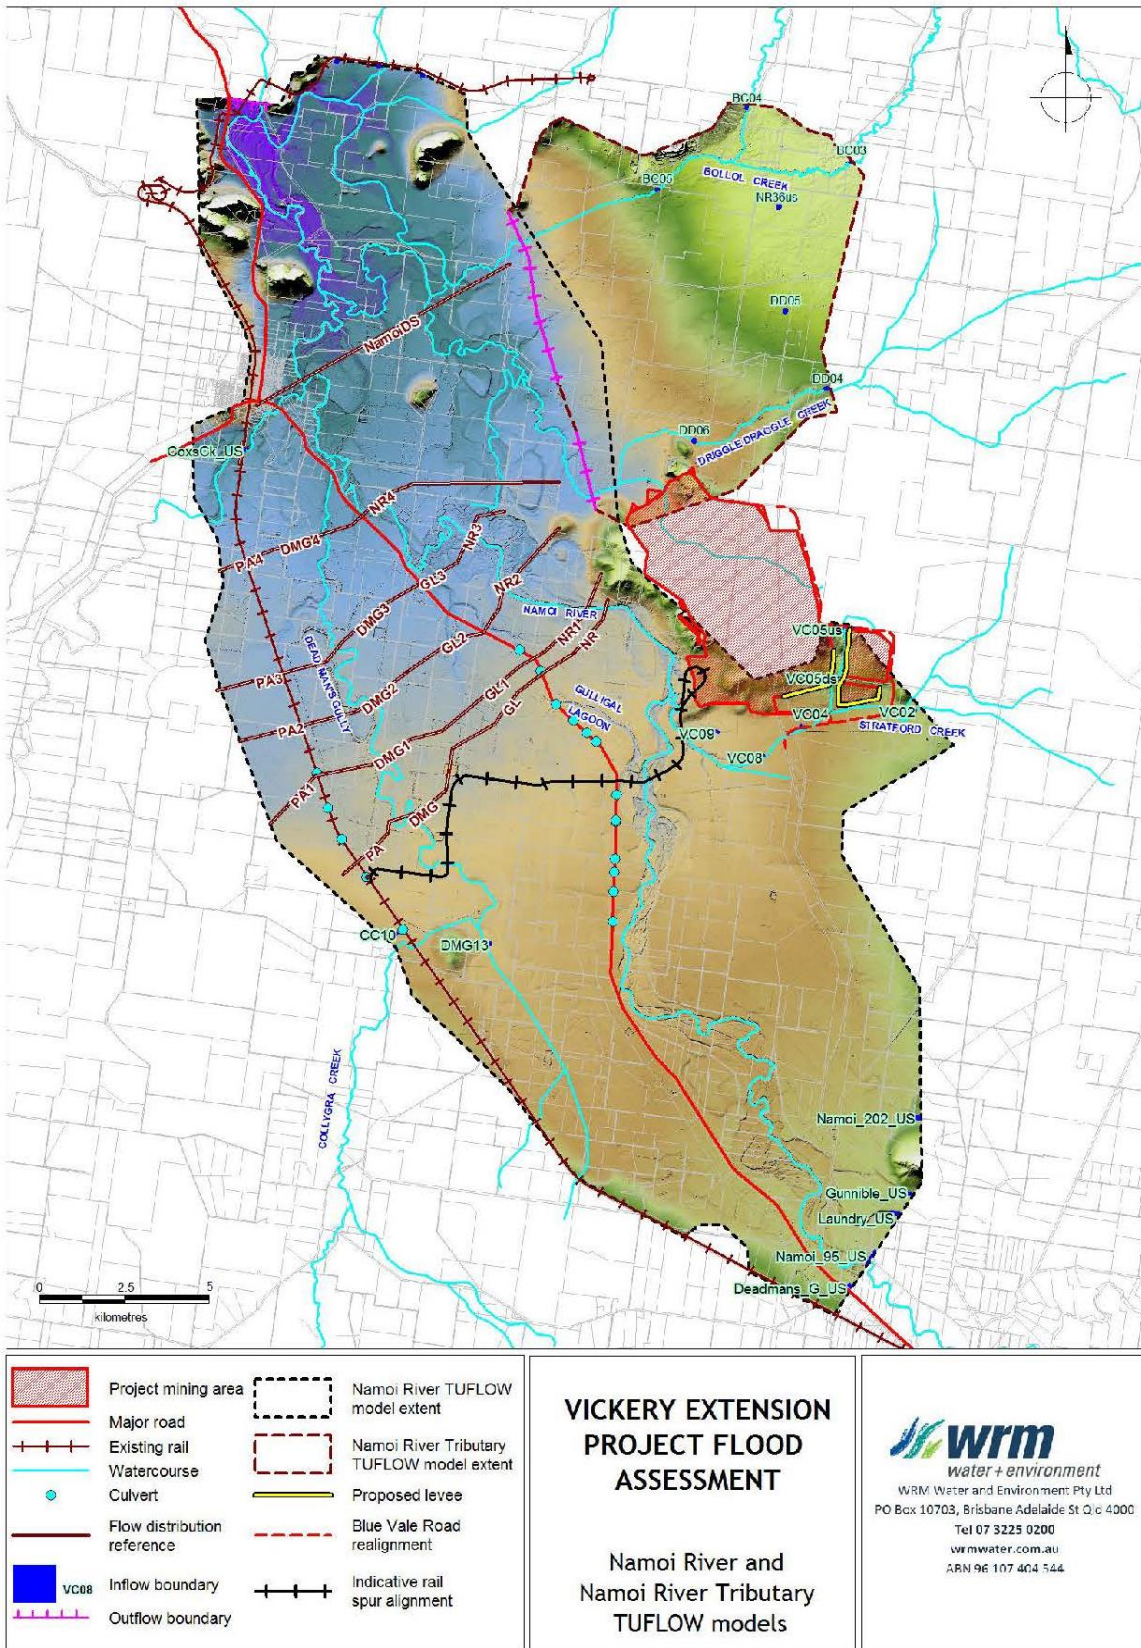 BC04
BC03
BC05
BOLLOL CREEK
NR36us
DD05
NamoiDS
DD04
DD06
DRIGGLE DRAGGLE CREEK
CoxsCk_US
NR4
DMG4
PA4
NR3
GL3
NR2
DMG3
GL2
NAMOI RIVER
NR1
NR
VC05us
DEADMAN'S GULLY
PA3
DMG2
GL1
GL
GULLIGAL
LAGOON
VC05ds
VC04
VC02
STRATFORD CREEK
PA2
VC09
VC08
DMG1
PA1
DMG
PA
CC10
DMG13
COLLYGRA CREEK
Namoi_202_US
Gunnible_US
Laundry_US
Namoi_95_US
Deadmans_G_US
0 2.5 5
kilometres
Project mining area
Major road
Existing rail
Watercourse
Culvert
Flow distribution
reference
VC08 Inflow boundary
Outflow boundary
Namoi River TUFLOW
model extent
Namoi River Tributary
TUFLOW model extent
Proposed levee
Blue Vale Road
realignment
Indicative rail
spur alignment
VICKERY EXTENSION
PROJECT FLOOD
ASSESSMENT
Namoi River and
Namoi River Tributary
TUFLOW models
wrm
water + environment
WRM Water and Environment Pty Ltd
PO Box 10703, Brisbane Adelaide St Qld 4000
Tel 07 3225 0200
wrmwater.com.au
ABN 96 107 404 544